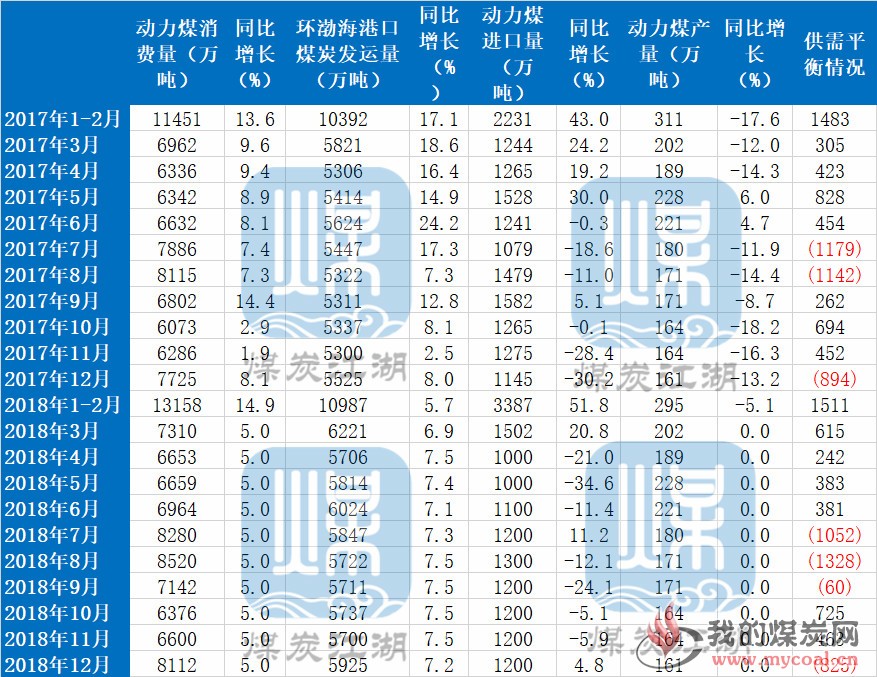 动力煤消费量（万吨） 同比增长（%） 环渤海港口煤炭发运量（万吨） 同比增长（%） 动力煤进口量（万吨） 同比增长（%） 动力煤产量（万吨） 同比增长（%） 供需平衡情况
2017年1-2月 11451 13.6 10392 17.1 2231 43.0 311 -17.6 1483
2017年3月 6962 9.6 5821 18.6 1244 24.2 202 -12.0 305
2017年4月 6336 9.4 5306 16.4 1265 19.2 189 -14.3 423
2017年5月 6342 8.9 5414 14.9 1528 30.0 228 6.0 828
2017年6月 6632 8.1 5624 24.2 1241 -0.3 221 4.7 454
2017年7月 7886 7.4 5447 17.3 1079 -18.6 180 -11.9 (1179)
2017年8月 8115 7.3 5322 7.3 1479 -11.0 171 -14.4 (1142)
2017年9月 6802 14.4 5311 12.8 1582 5.1 171 -8.7 262
2017年10月 6073 2.9 5337 8.1 1265 -0.1 164 -18.2 694
2017年11月 6286 1.9 5300 2.5 1275 -28.4 164 -16.3 452
2017年12月 7725 8.1 5525 8.0 1145 -30.2 161 -13.2 (894)
2018年1-2月 13158 14.9 10987 5.7 3387 51.8 295 -5.1 1511
2018年3月 7310 5.0 6221 6.9 1502 20.8 202 0.0 615
2018年4月 6653 5.0 5706 7.5 1000 -21.0 189 0.0 242
2018年5月 6659 5.0 5814 7.4 1000 -34.6 228 0.0 383
2018年6月 6964 5.0 6024 7.1 1100 -11.4 221 0.0 381
2018年7月 8280 5.0 5847 7.3 1200 11.2 180 0.0 (1052)
2018年8月 8520 5.0 5722 7.5 1300 -12.1 171 0.0 (1328)
2018年9月 7142 5.0 5711 7.5 1200 -24.1 171 0.0 (60)
2018年10月 6376 5.0 5737 7.5 1200 -5.1 164 0.0 725
2018年11月 6600 5.0 5700 7.5 1200 -5.9 164 0.0
2018年12月 8112 5.0 5925 7.2 1200 4.8 161 0.0
煤
煤炭江湖
煤
煤炭江湖
煤
煤炭江湖
煤
煤炭江湖
我的煤炭网
www.mycoal.cn